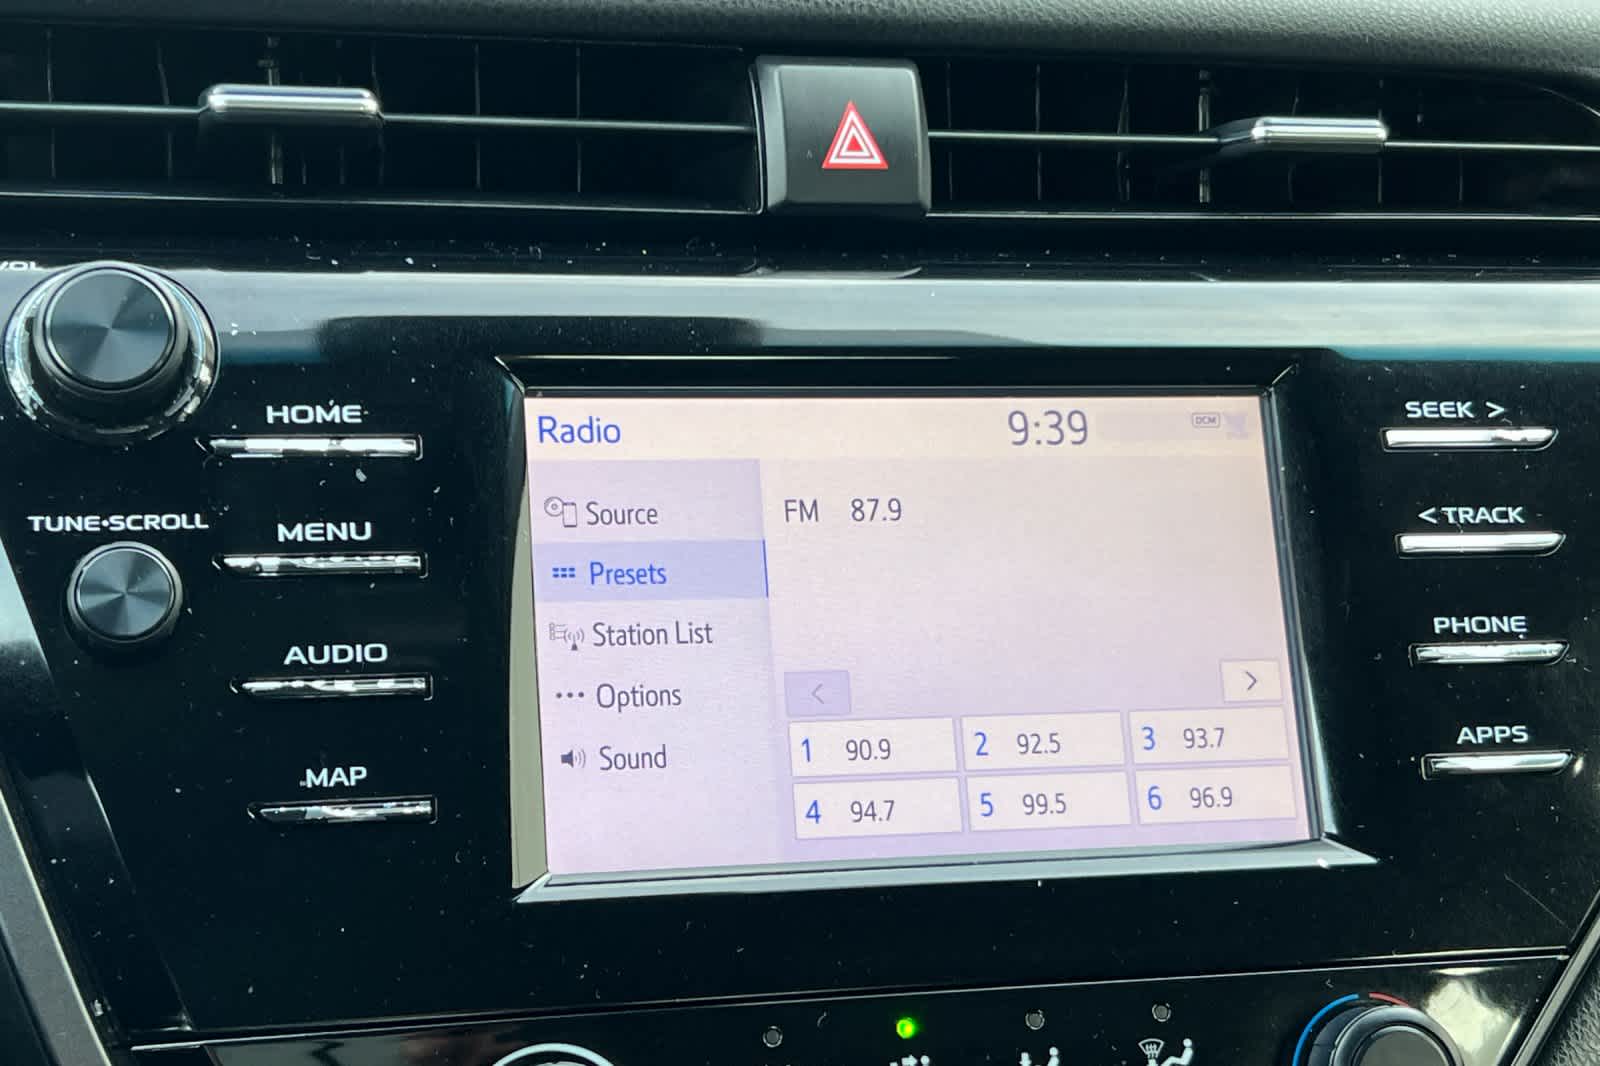 VOL
HOME
TUNE•SCROLL
MENU
AUDIO
MAP
Radio
9:39
DCM
Source
Presets
Station List
Options
Sound
FM 87.9
<
>
1 90.9
2 92.5
3 93.7
4 94.7
5 99.5
6 96.9
SEEK >
< TRACK
PHONE
APPS